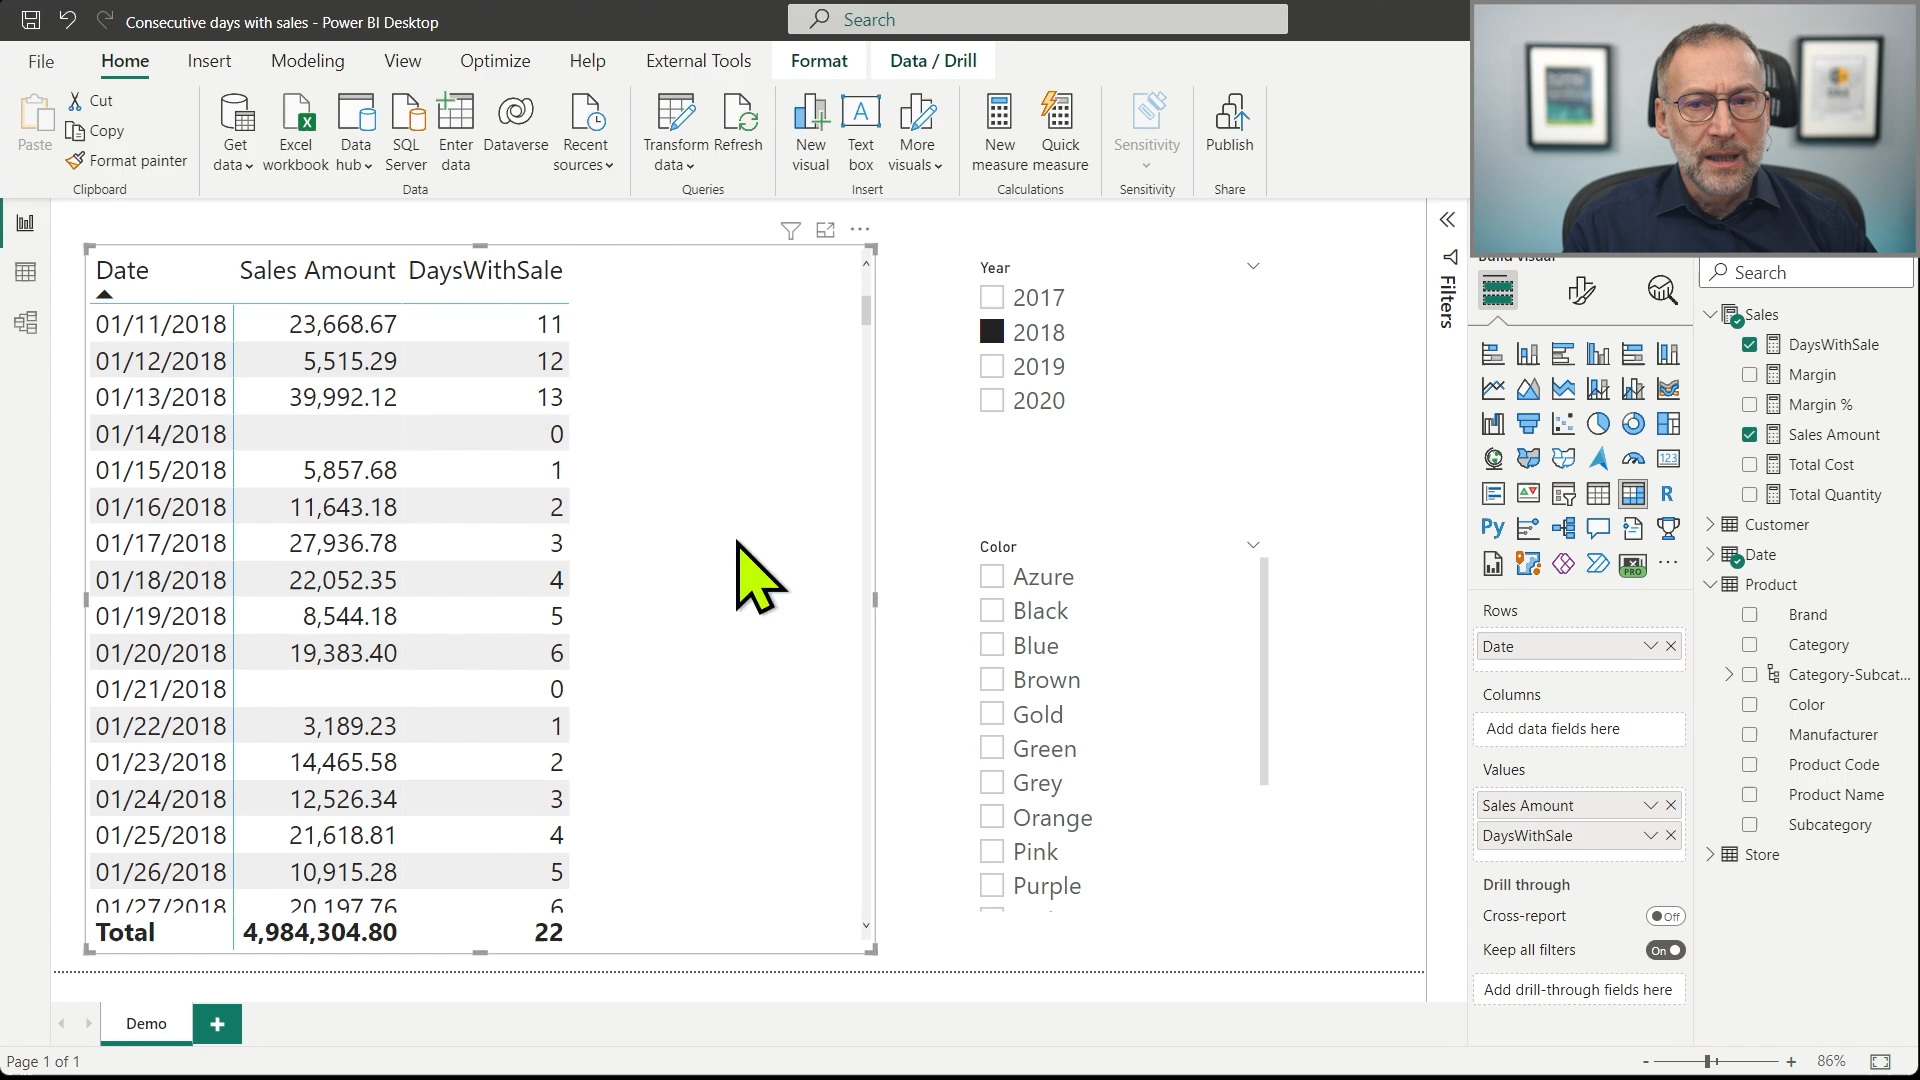 Consecutive days with sales - Power BI Desktop
Search
File
Home
Insert
Modeling
View
Optimize
Help
External Tools
Format
Data / Drill
Paste
Cut
Copy
Format painter
Clipboard
Get
data
Excel
workbook
Data
hub
SQL
Server
Enter
data
Dataverse
Recent
sources
Data
Transform
data
Refresh
Queries
New
visual
Text
box
More
visuals
Insert
New
measure
Quick
measure
Calculations
Sensitivity
Sensitivity
Publish
Share
Date Sales Amount DaysWithSale
01/11/2018 23,668.67 11
01/12/2018 5,515.29 12
01/13/2018 39,992.12 13
01/14/2018 0
01/15/2018 5,857.68 1
01/16/2018 11,643.18 2
01/17/2018 27,936.78 3
01/18/2018 22,052.35 4
01/19/2018 8,544.18 5
01/20/2018 19,383.40 6
01/21/2018 0
01/22/2018 3,189.23 1
01/23/2018 14,465.58 2
01/24/2018 12,526.34 3
01/25/2018 21,618.81 4
01/26/2018 10,915.28 5
01/27/2018 20,197.76 6
Total 4,984,304.80 22
Year
2017
2018
2019
2020
Color
Azure
Black
Blue
Brown
Gold
Green
Grey
Orange
Pink
Purple
Filters
Build visual
123
R
Py
PRO
Rows
Date
Columns
Add data fields here
Values
Sales Amount
DaysWithSale
Drill through
Cross-report
Off
Keep all filters
On
Add drill-through fields here
Search
Sales
DaysWithSale
Margin
Margin %
Sales Amount
Total Cost
Total Quantity
Customer
Date
Product
Brand
Category
Category-Subcat...
Color
Manufacturer
Product Code
Product Name
Subcategory
Store
Demo
Page 1 of 1
86%